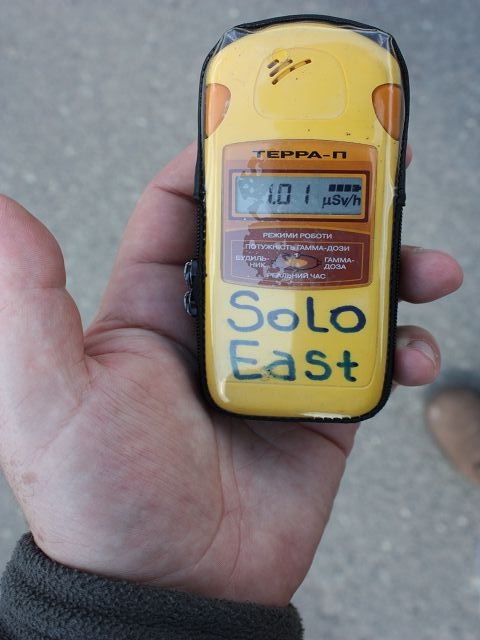 ТЕРРА-П
1.01 µSv/h
РЕЖИМИ РОБОТИ
ПОТУЖНІСТЬ ГАММА-ДОЗИ
БУДИЛЬ-
НИК
ГАММА-
ДОЗА
РЕАЛЬНИЙ ЧАС
SoLo
East